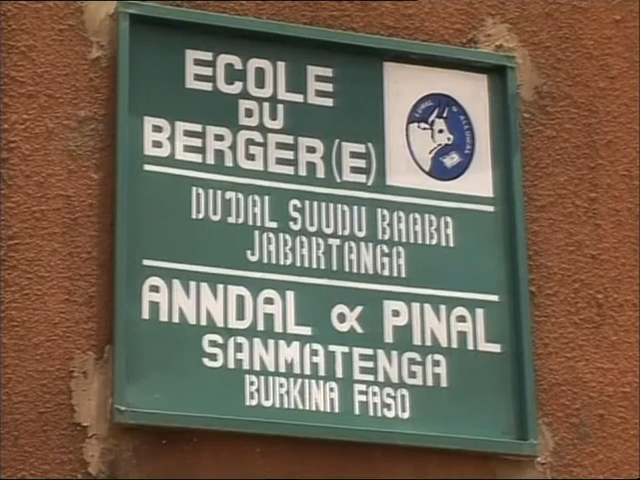 ECOLE
DU
BERGER(E)
DUƊAL SUUDU BAABA
JABARTANGA
ANNDAL ∝ PINAL
SANMATENGA
BURKINA FASO